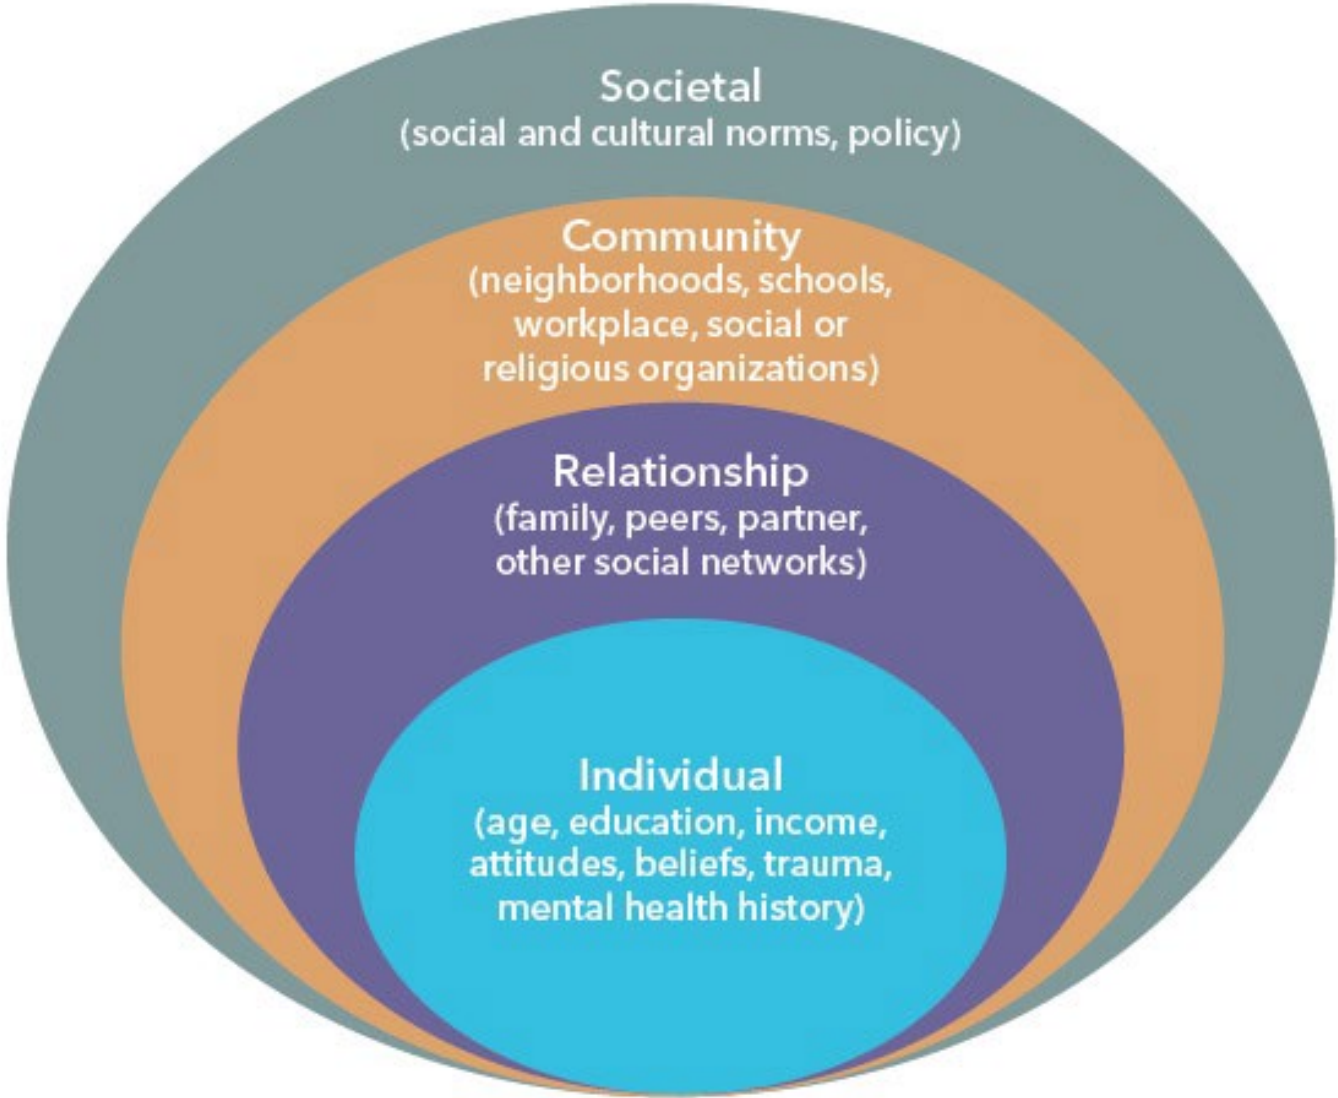 Societal
(social and cultural norms, policy)
Community
(neighborhoods, schools,
workplace, social or
religious organizations)
Relationship
(family, peers, partner,
other social networks)
Individual
(age, education, income,
attitudes, beliefs, trauma,
mental health history)